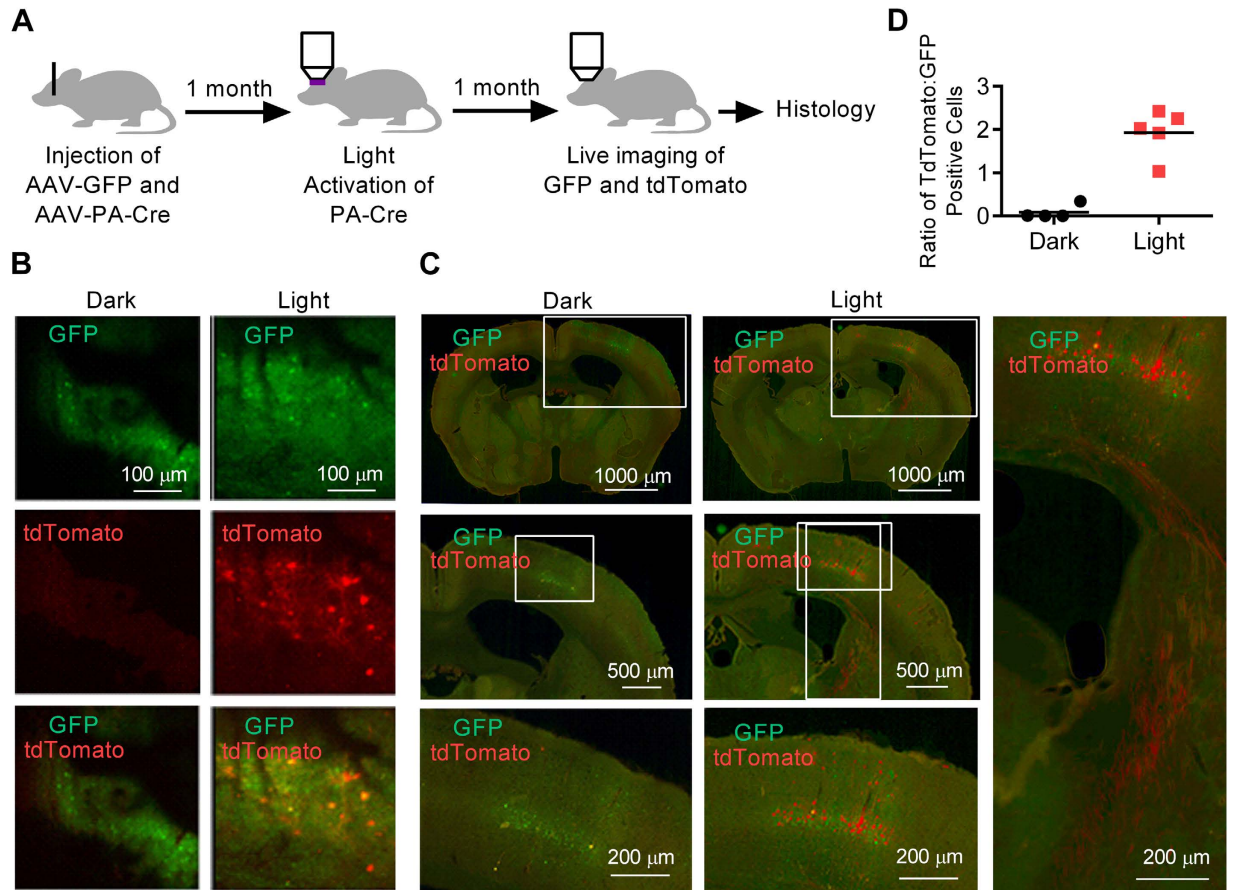 A
1 month
1 month
Histology
Injection of
AAV-GFP and
AAV-PA-Cre
Light
Activation of
PA-Cre
Live imaging of
GFP and tdTomato
D
Ratio of TdTomato:GFP
Positive Cells
3
2
1
0
Dark
Light
B
Dark
Light
GFP
100 μm
GFP
100 μm
tdTomato
tdTomato
GFP
tdTomato
GFP
tdTomato
C
Dark
Light
GFP
tdTomato
1000 μm
GFP
tdTomato
1000 μm
GFP
tdTomato
500 μm
GFP
tdTomato
500 μm
GFP
tdTomato
200 μm
GFP
tdTomato
200 μm
GFP
tdTomato
200 μm